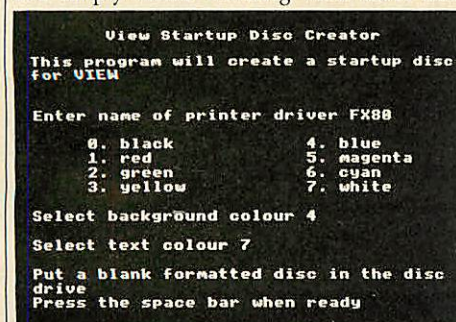 View Startup Disc Creator
This program will create a startup disc
for VIEW
Enter name of printer driver FX80
0. black 4. blue
1. red 5. magenta
2. green 6. cyan
3. yellow 7. white
Select background colour 4
Select text colour 7
Put a blank formatted disc in the disc
drive
Press the space bar when ready